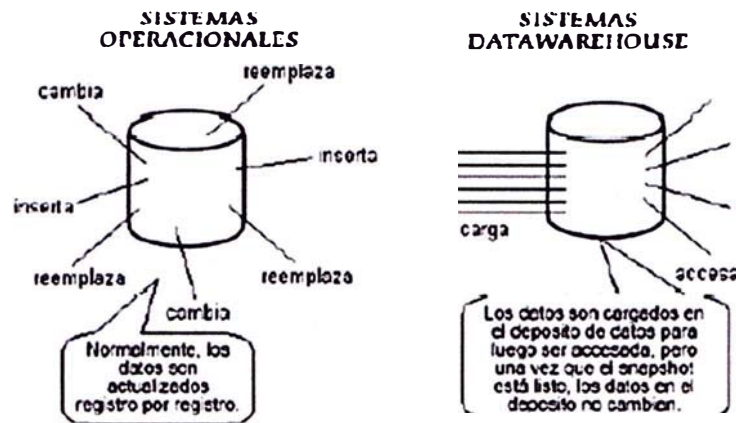 SISTEMAS
OPERACIONALES
reemplaza
cambia
inserta
inserta
reemplaza
reemplaza
cambia
Normalmente, los
datos son
actualizados
registro por registro.
SISTEMAS
DATAWAREHOUSE
carga
accesa
Los datos son cargados en
el deposito de datos para
luego ser accesada, pero
una vez que el snapshot
está listo, los datos en el
deposito no cambian.